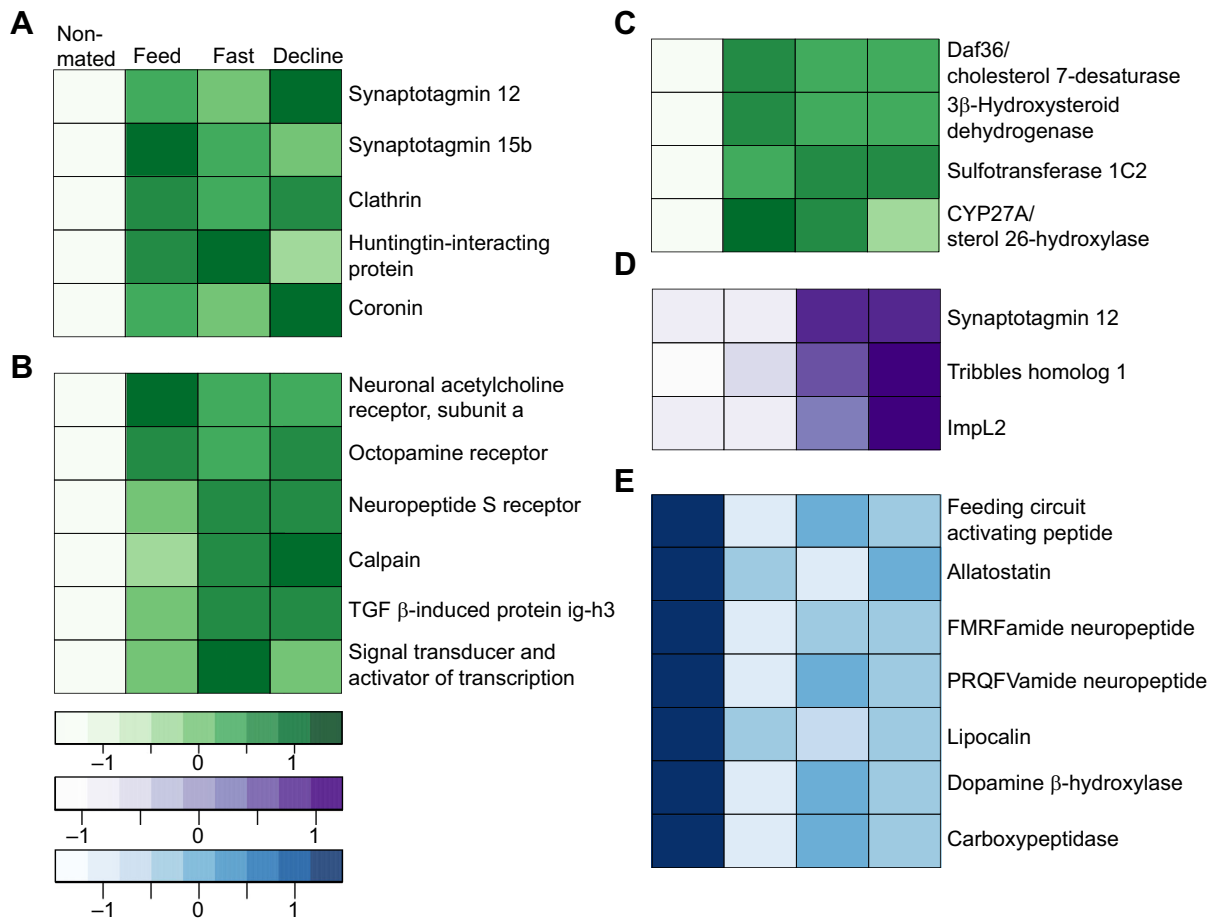 A
Non-
mated
Feed
Fast
Decline
Synaptotagmin 12
Synaptotagmin 15b
Clathrin
Huntingtin-interacting
protein
Coronin
B
Neuronal acetylcholine
receptor, subunit a
Octopamine receptor
Neuropeptide S receptor
Calpain
TGF β-induced protein ig-h3
Signal transducer and
activator of transcription
–1 0 1
–1 0 1
–1 0 1
C
Daf36/
cholesterol 7-desaturase
3β-Hydroxysteroid
dehydrogenase
Sulfotransferase 1C2
CYP27A/
sterol 26-hydroxylase
D
Synaptotagmin 12
Tribbles homolog 1
ImpL2
E
Feeding circuit
activating peptide
Allatostatin
FMRFamide neuropeptide
PRQFVamide neuropeptide
Lipocalin
Dopamine β-hydroxylase
Carboxypeptidase